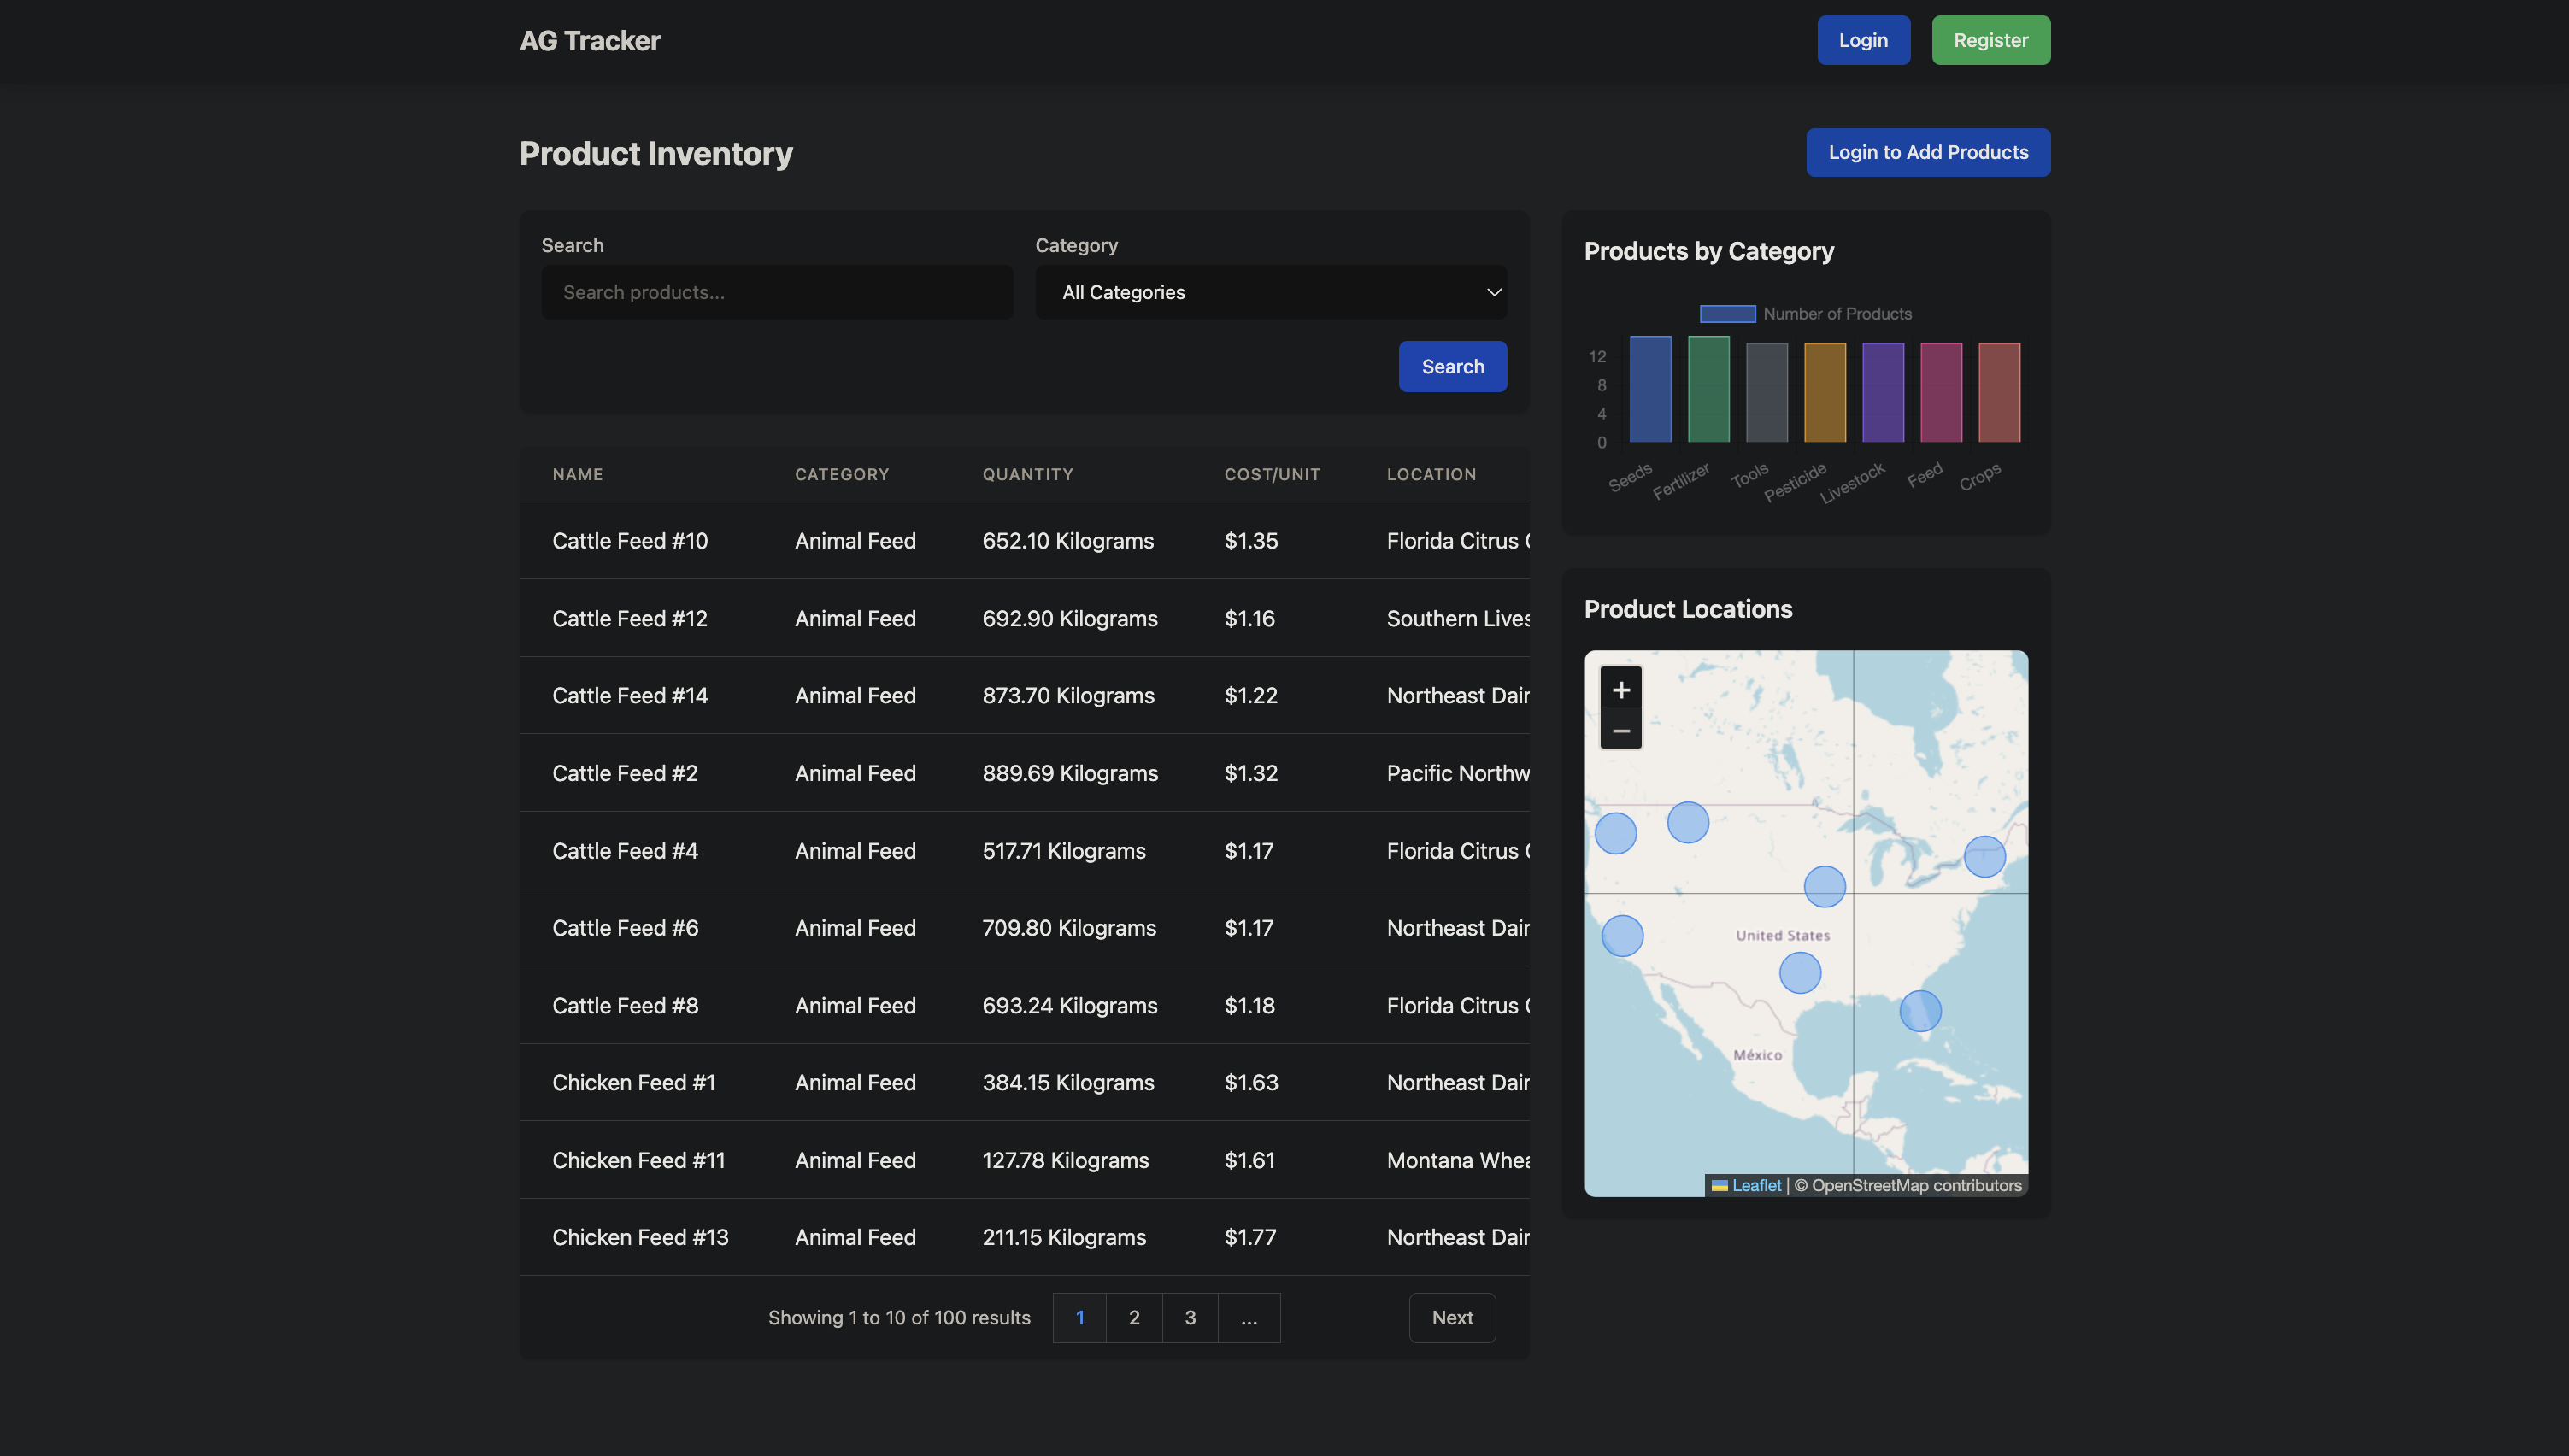 AG Tracker
Login
Register
Product Inventory
Login to Add Products
Search
Category
Search products...
All Categories
Search
NAME CATEGORY QUANTITY COST/UNIT LOCATION
Cattle Feed #10 Animal Feed 652.10 Kilograms $1.35 Florida Citrus
Cattle Feed #12 Animal Feed 692.90 Kilograms $1.16 Southern Lives
Cattle Feed #14 Animal Feed 873.70 Kilograms $1.22 Northeast Dair
Cattle Feed #2 Animal Feed 889.69 Kilograms $1.32 Pacific Northw
Cattle Feed #4 Animal Feed 517.71 Kilograms $1.17 Florida Citrus
Cattle Feed #6 Animal Feed 709.80 Kilograms $1.17 Northeast Dair
Cattle Feed #8 Animal Feed 693.24 Kilograms $1.18 Florida Citrus
Chicken Feed #1 Animal Feed 384.15 Kilograms $1.63 Northeast Dair
Chicken Feed #11 Animal Feed 127.78 Kilograms $1.61 Montana Whea
Chicken Feed #13 Animal Feed 211.15 Kilograms $1.77 Northeast Dair
Showing 1 to 10 of 100 results 1 2 3 ... Next
Products by Category
Number of Products
12
8
4
0
Seeds Fertilizer Tools Pesticide Livestock Feed Crops
Product Locations
+
−
United States
México
Leaflet | © OpenStreetMap contributors